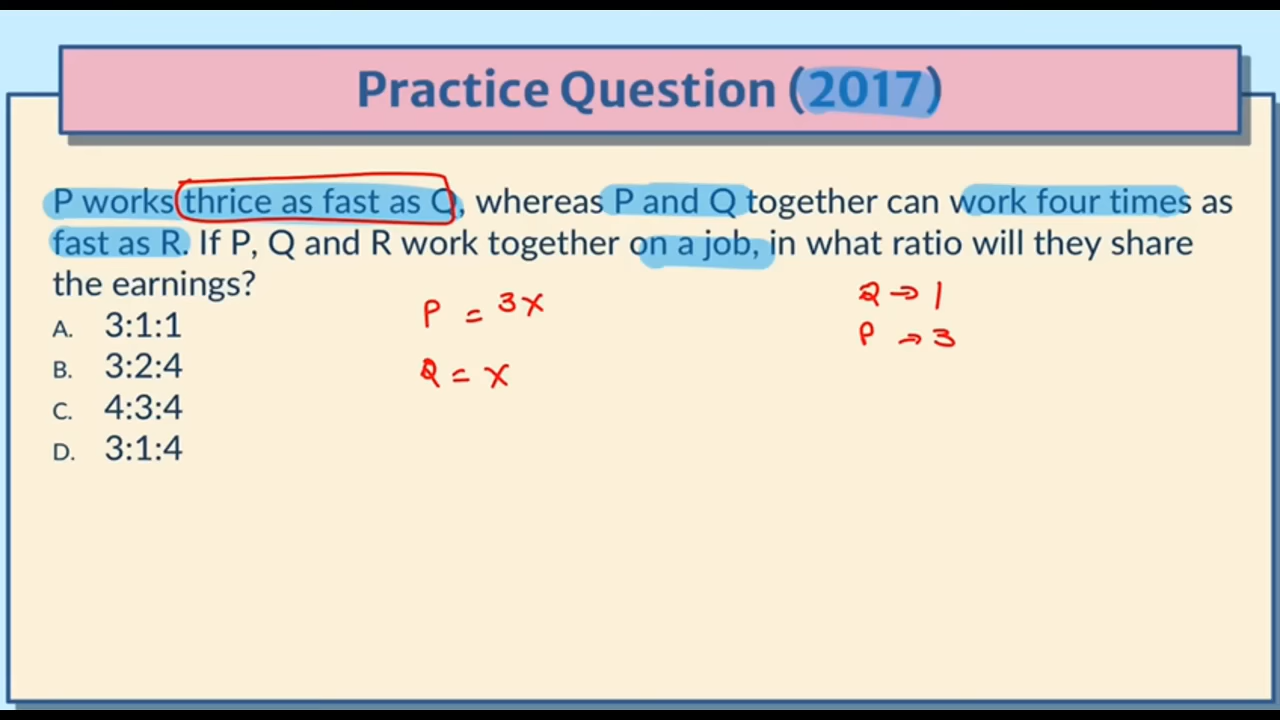 Practice Question (2017)
P works thrice as fast as Q, whereas P and Q together can work four times as
fast as R. If P, Q and R work together on a job, in what ratio will they share
the earnings?
A. 3:1:1
B. 3:2:4
C. 4:3:4
D. 3:1:4
P = 3x
Q = x
Q → 1
P → 3